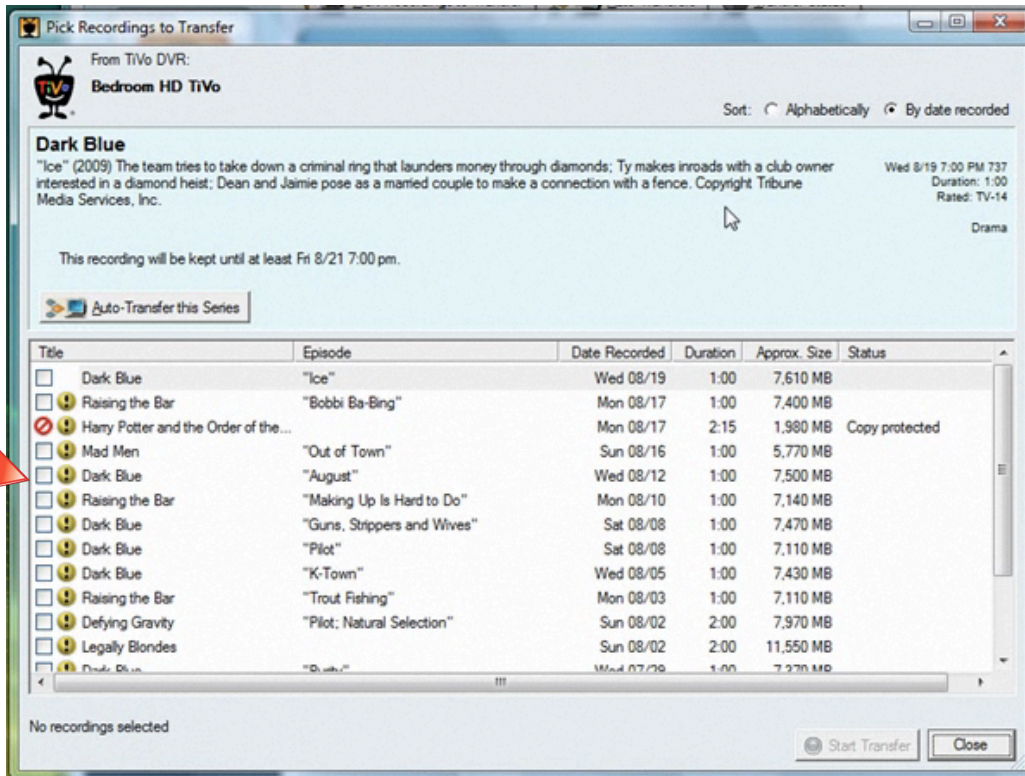 Pick Recordings to Transfer
From TiVo DVR:
TiVo
Bedroom HD TiVo
Sort: Alphabetically By date recorded
Dark Blue
"Ice" (2009) The team tries to take down a criminal ring that launders money through diamonds; Ty makes inroads with a club owner
interested in a diamond heist; Dean and Jaimie pose as a married couple to make a connection with a fence. Copyright Tribune
Media Services, Inc.
Wed 8/19 7:00 PM 737
Duration: 1:00
Rated: TV-14
Drama
This recording will be kept until at least Fri 8/21 7:00 pm.
Auto-Transfer this Series
Title Episode Date Recorded Duration Approx. Size Status
Dark Blue "Ice" Wed 08/19 1:00 7,610 MB
Raising the Bar "Bobbi Ba-Bing" Mon 08/17 1:00 7,400 MB
Harry Potter and the Order of the... Mon 08/17 2:15 1,980 MB Copy protected
Mad Men "Out of Town" Sun 08/16 1:00 5,770 MB
Dark Blue "August" Wed 08/12 1:00 7,500 MB
Raising the Bar "Making Up Is Hard to Do" Mon 08/10 1:00 7,140 MB
Dark Blue "Guns, Strippers and Wives" Sat 08/08 1:00 7,470 MB
Dark Blue "Pilot" Sat 08/08 1:00 7,110 MB
Dark Blue "K-Town" Wed 08/05 1:00 7,430 MB
Raising the Bar "Trout Fishing" Mon 08/03 1:00 7,110 MB
Defying Gravity "Pilot; Natural Selection" Sun 08/02 2:00 7,970 MB
Legally Blondes Sun 08/02 2:00 11,550 MB
Dark Blue "Purity" Wed 07/29 1:00 7,370 MB
No recordings selected
Start Transfer Close